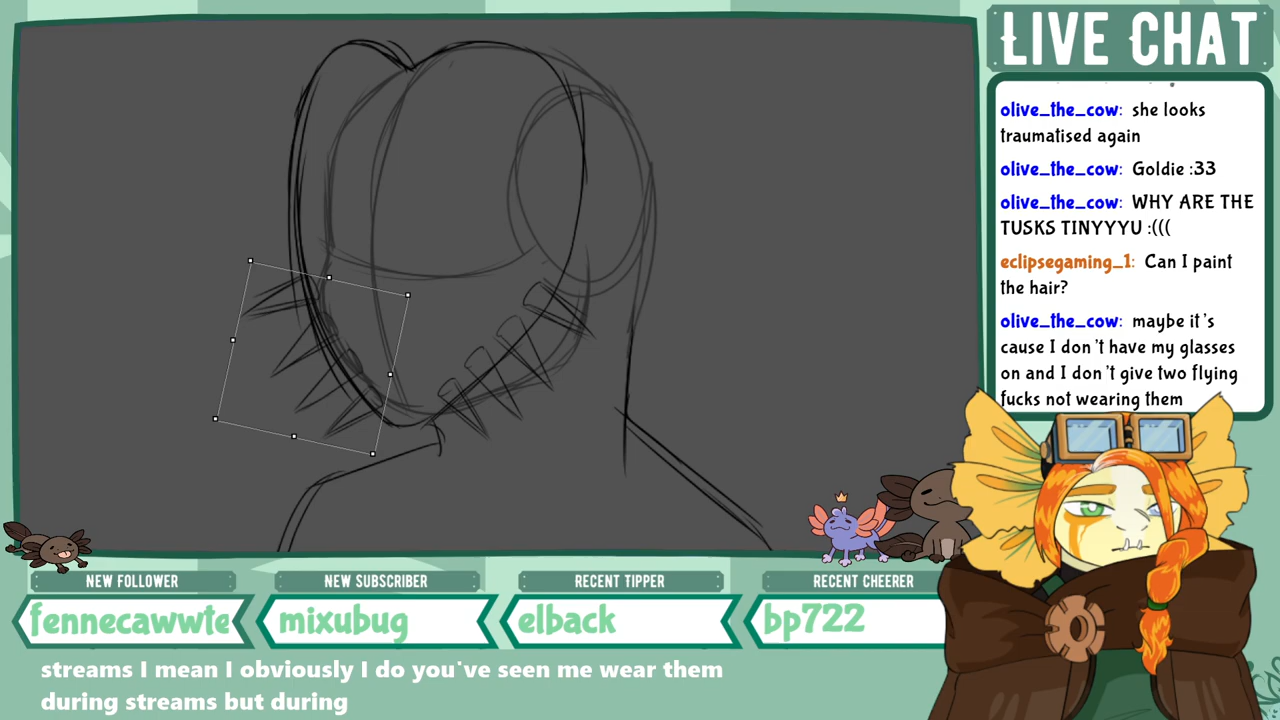 LIVE CHAT
olive_the_cow: she looks
traumatised again
olive_the_cow: Goldie :33
olive_the_cow: WHY ARE THE
TUSKS TINYYYU :(((
eclipsegaming_1: Can I paint
the hair?
olive_the_cow: maybe it's
cause I don't have my glasses
on and I don't give two flying
fucks not wearing them
NEW FOLLOWER
fennecawwte
NEW SUBSCRIBER
mixubug
RECENT TIPPER
elback
RECENT CHEERER
bp722
streams I mean I obviously I do you've seen me wear them
during streams but during